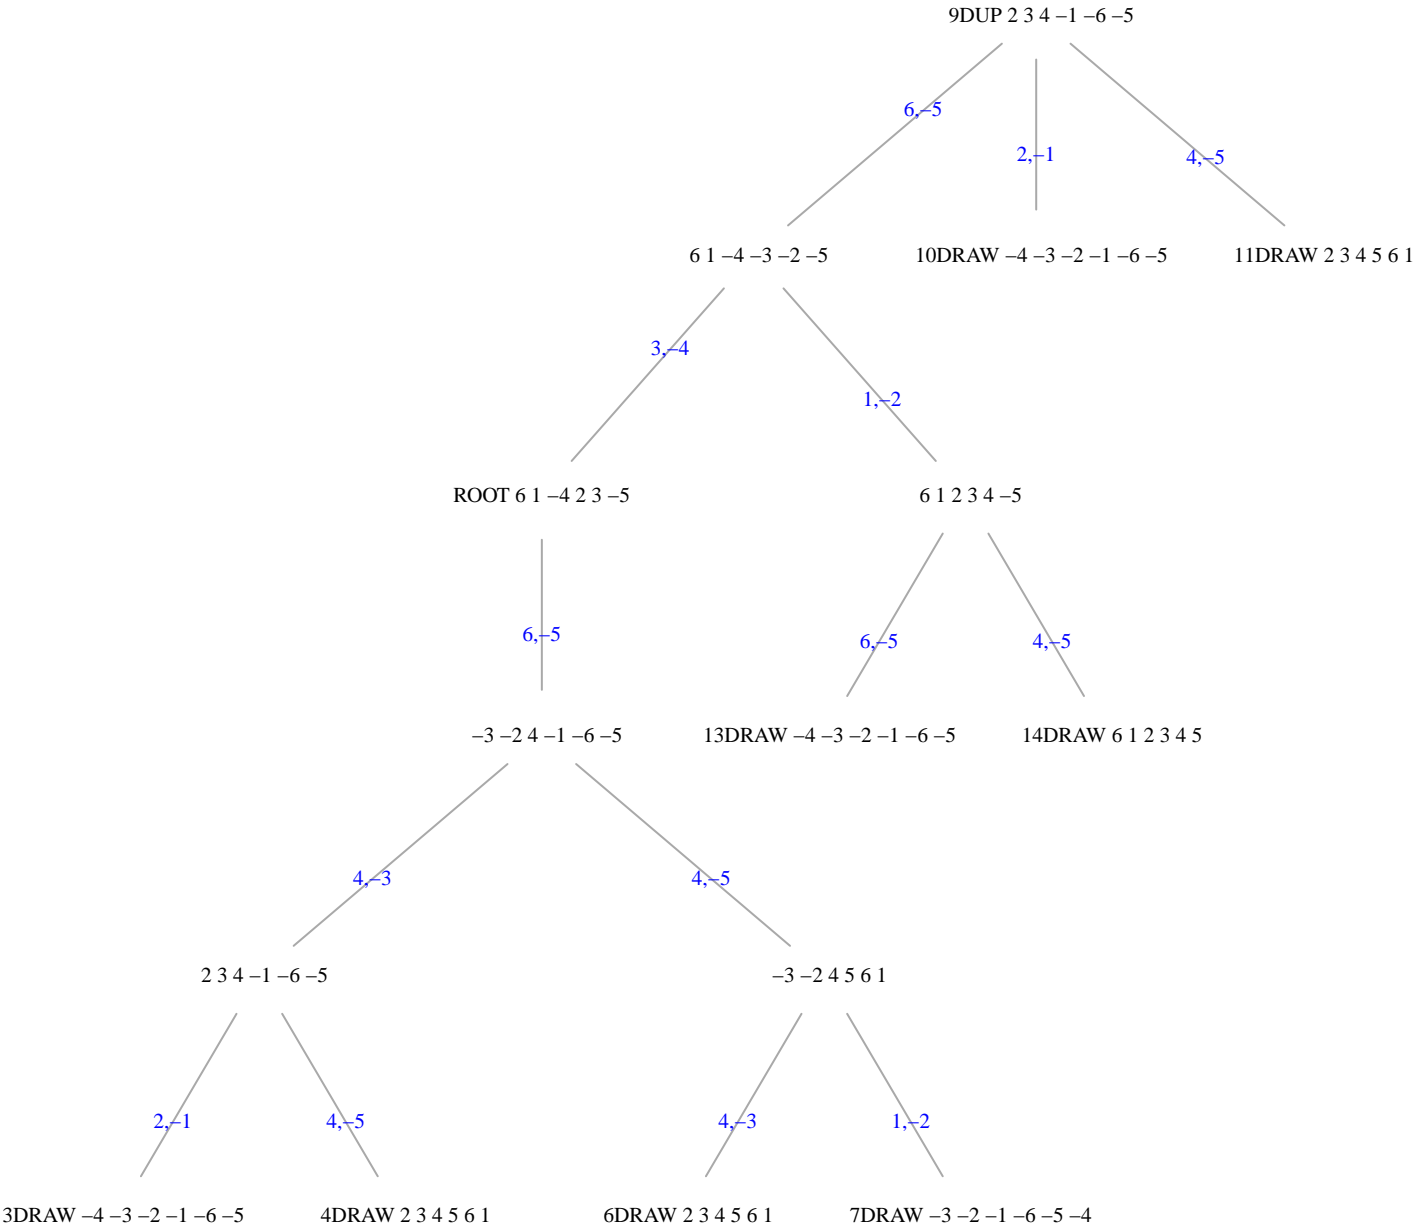 9DUP 2 3 4 –1 –6 –5
6,–5
2,–1
4,–5
6 1 –4 –3 –2 –5
10DRAW –4 –3 –2 –1 –6 –5
11DRAW 2 3 4 5 6 1
3,–4
1,–2
ROOT 6 1 –4 2 3 –5
6 1 2 3 4 –5
6,–5
6,–5
4,–5
–3 –2 4 –1 –6 –5
13DRAW –4 –3 –2 –1 –6 –5
14DRAW 6 1 2 3 4 5
4,–3
4,–5
2 3 4 –1 –6 –5
–3 –2 4 5 6 1
2,–1
4,–5
4,–3
1,–2
3DRAW –4 –3 –2 –1 –6 –5
4DRAW 2 3 4 5 6 1
6DRAW 2 3 4 5 6 1
7DRAW –3 –2 –1 –6 –5 –4